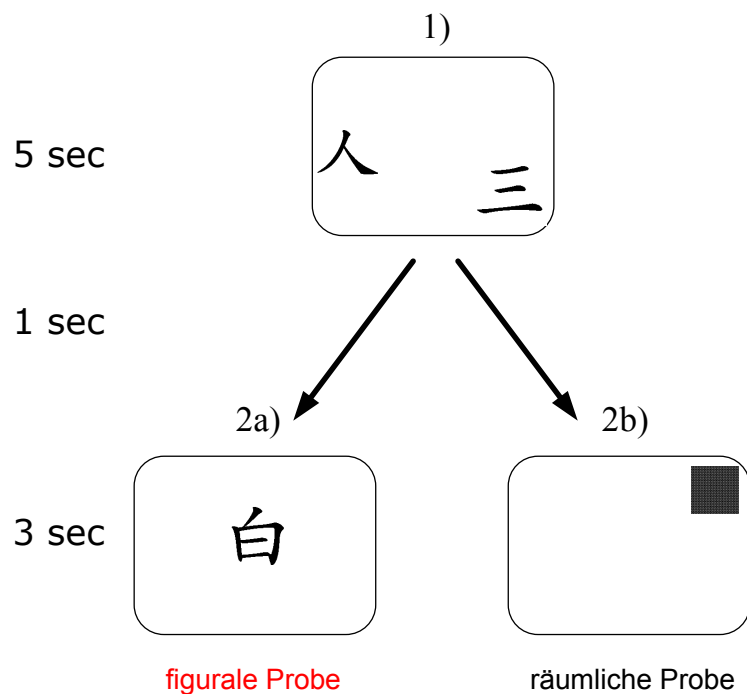 1)
5 sec
人
三
1 sec
2a)
2b)
3 sec
白
figurale Probe
räumliche Probe